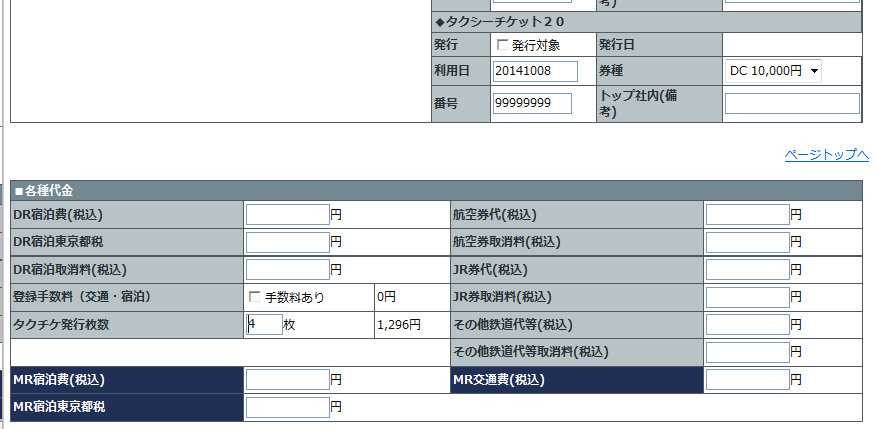 考)
◆タクシーチケット２０
発行 発行対象 発行日
利用日 20141008 券種 DC 10,000円
番号 99999999 トップ社内(備
考)
ページトップへ
■各種代金
DR宿泊費(税込) 円 航空券代(税込) 円
DR宿泊東京都税 円 航空券取消料(税込) 円
DR宿泊取消料(税込) 円 JR券代(税込) 円
登録手数料（交通・宿泊） 手数料あり 0円 JR券取消料(税込) 円
タクチケ発行枚数 4 枚 1,296円 その他鉄道代等(税込) 円
その他鉄道代等取消料(税込) 円
MR宿泊費(税込) 円 MR交通費(税込) 円
MR宿泊東京都税 円